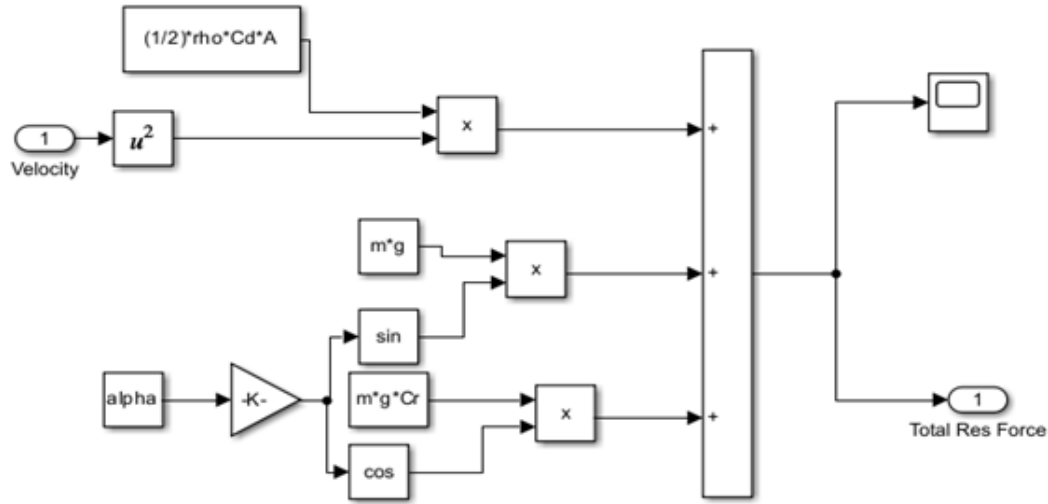 (1/2)*rho*Cd*A
1
u²
x
+
Velocity
m*g
x
+
sin
alpha
-K-
m*g*Cr
x
+
1
cos
Total Res Force